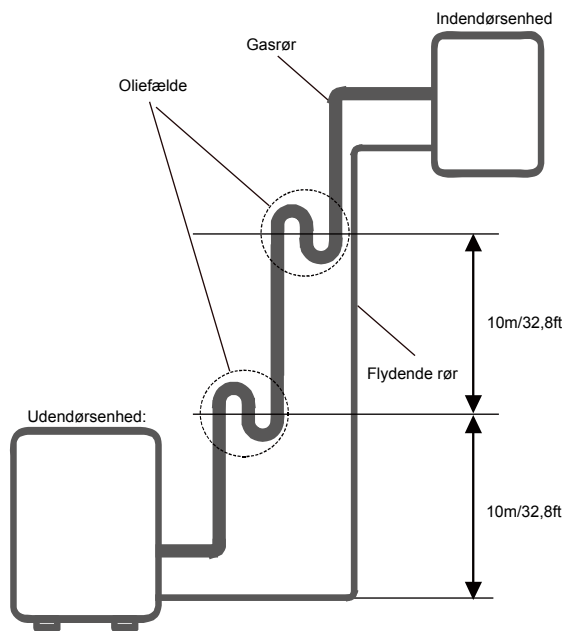 Indendørsenhed
Gasrør
Oliefælde
10m/32,8ft
Flydende rør
Udendørsenhed:
10m/32,8ft